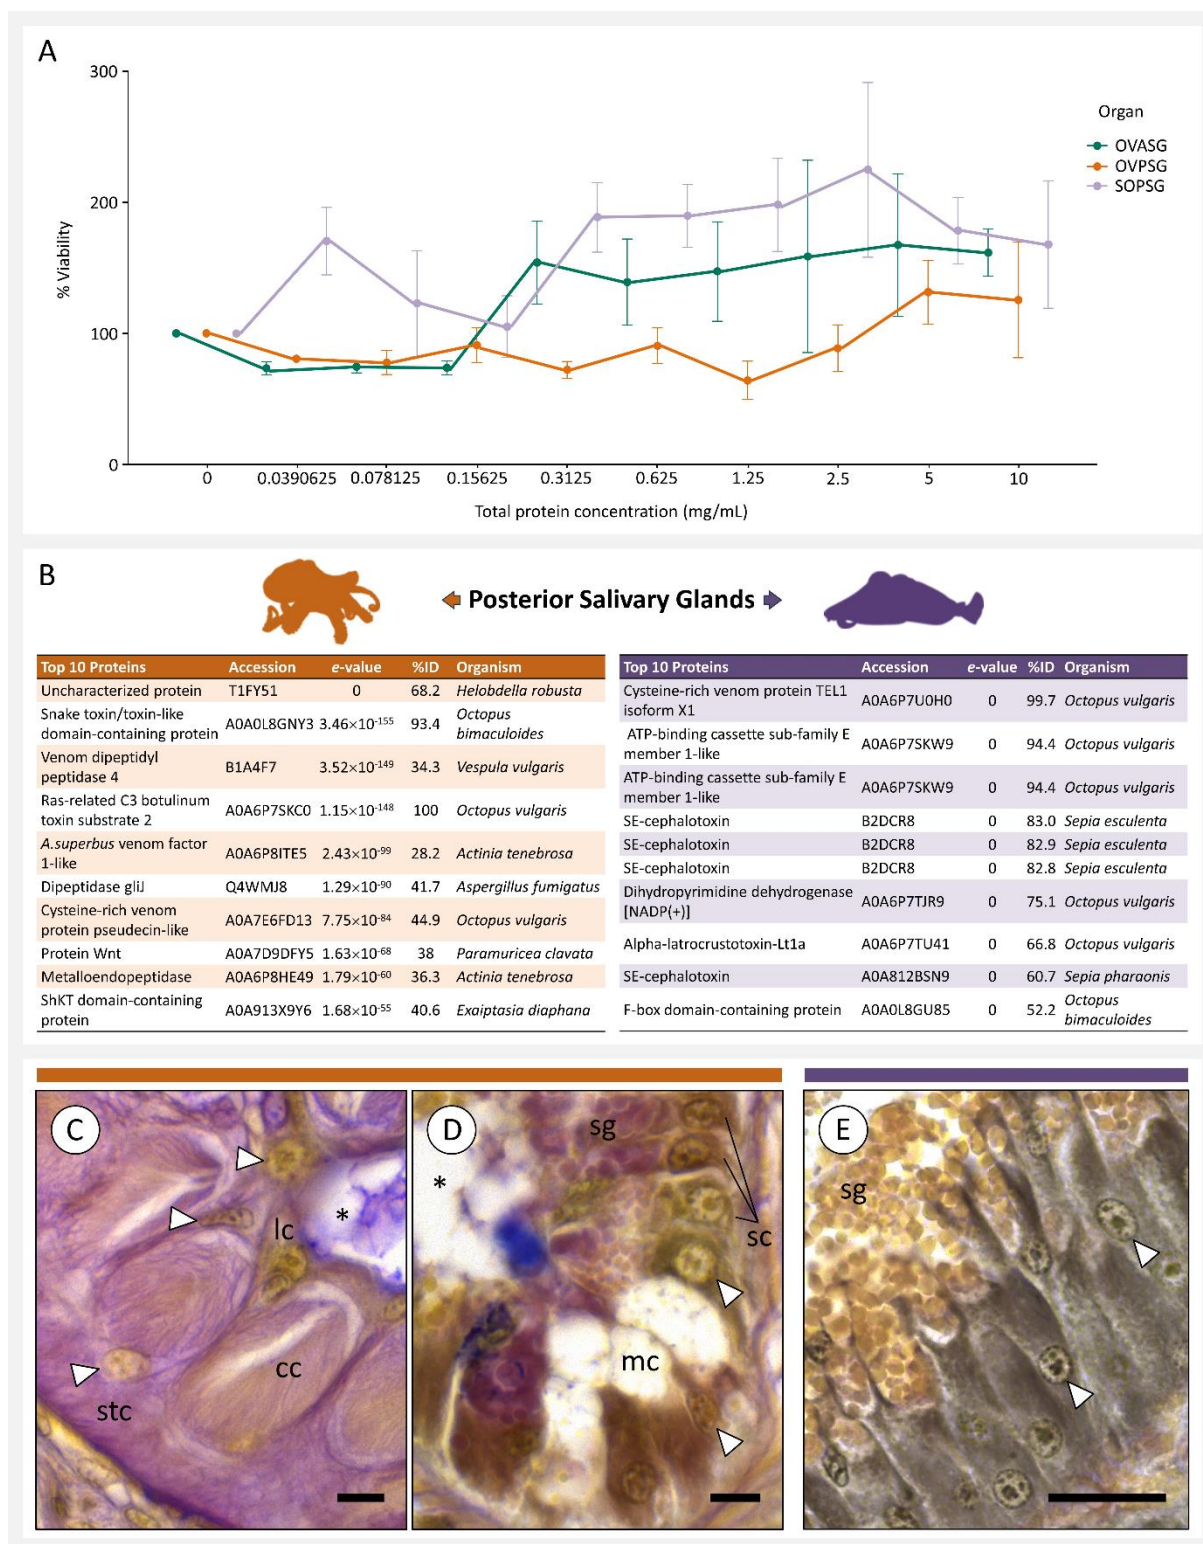 A
300
200
100
0
% Viability
0 0.0390625 0.078125 0.15625 0.3125 0.625 1.25 2.5 5 10
Total protein concentration (mg/mL)
Organ
OVASG
OVPSG
SOPSG
B
Posterior Salivary Glands
Top 10 Proteins Accession e-value %ID Organism
Uncharacterized protein T1FY51 0 68.2 Helobdella robusta
Snake toxin/toxin-like
domain-containing protein A0A0L8GNY3 3.46×10⁻¹⁵⁵ 93.4 Octopus
bimaculoides
Venom dipeptidyl
peptidase 4 B1A4F7 3.52×10⁻¹⁴⁹ 34.3 Vespula vulgaris
Ras-related C3 botulinum
toxin substrate 2 A0A6P7SKC0 1.15×10⁻¹⁴⁸ 100 Octopus vulgaris
A.superbus venom factor
1-like A0A6P8ITE5 2.43×10⁻⁹⁹ 28.2 Actinia tenebrosa
Dipeptidase gliJ Q4WMJ8 1.29×10⁻⁹⁰ 41.7 Aspergillus fumigatus
Cysteine-rich venom
protein pseudecin-like A0A7E6FD13 7.75×10⁻⁸⁴ 44.9 Octopus vulgaris
Protein Wnt A0A7D9DFY5 1.63×10⁻⁶⁸ 38 Paramuricea clavata
Metalloendopeptidase A0A6P8HE49 1.79×10⁻⁶⁰ 36.3 Actinia tenebrosa
ShKT domain-containing
protein A0A913X9Y6 1.68×10⁻⁵⁵ 40.6 Exaiptasia diaphana
Top 10 Proteins Accession e-value %ID Organism
Cysteine-rich venom protein TEL1
isoform X1 A0A6P7U0H0 0 99.7 Octopus vulgaris
ATP-binding cassette sub-family E
member 1-like A0A6P7SKW9 0 94.4 Octopus vulgaris
ATP-binding cassette sub-family E
member 1-like A0A6P7SKW9 0 94.4 Octopus vulgaris
SE-cephalotoxin B2DCR8 0 83.0 Sepia esculenta
SE-cephalotoxin B2DCR8 0 82.9 Sepia esculenta
SE-cephalotoxin B2DCR8 0 82.8 Sepia esculenta
Dihydropyrimidine dehydrogenase
[NADP(+)] A0A6P7TJR9 0 75.1 Octopus vulgaris
Alpha-latrocrustotoxin-Lt1a A0A6P7TU41 0 66.8 Octopus vulgaris
SE-cephalotoxin A0A812BSN9 0 60.7 Sepia pharaonis
F-box domain-containing protein A0A0L8GU85 0 52.2 Octopus
bimaculoides
C
*
lc
cc
stc
D
sg
*
sc
mc
E
sg